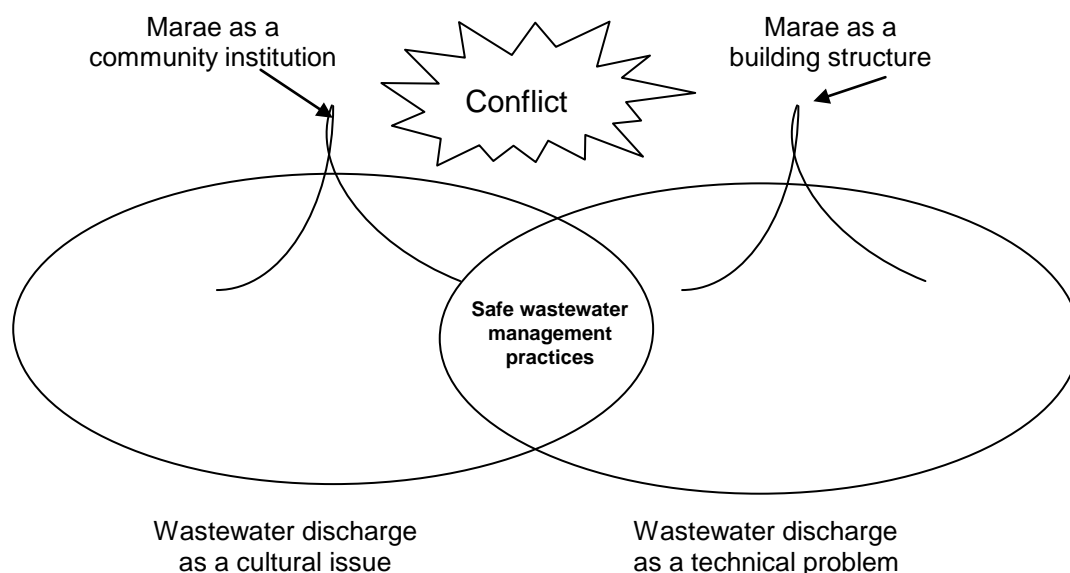 Marae as a
community institution
Conflict
Marae as a
building structure
Safe wastewater
management
practices
Wastewater discharge
as a cultural issue
Wastewater discharge
as a technical problem